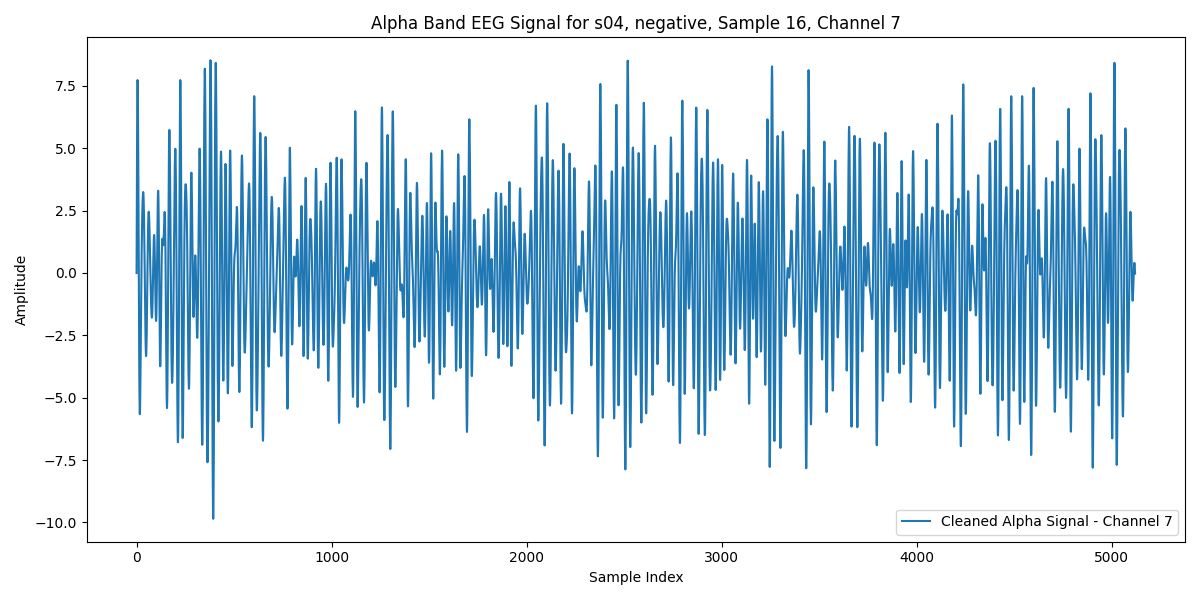 Alpha Band EEG Signal for s04, negative, Sample 16, Channel 7
Amplitude
7.5
5.0
2.5
0.0
−2.5
−5.0
−7.5
−10.0
Cleaned Alpha Signal - Channel 7
0 1000 2000 3000 4000 5000
Sample Index